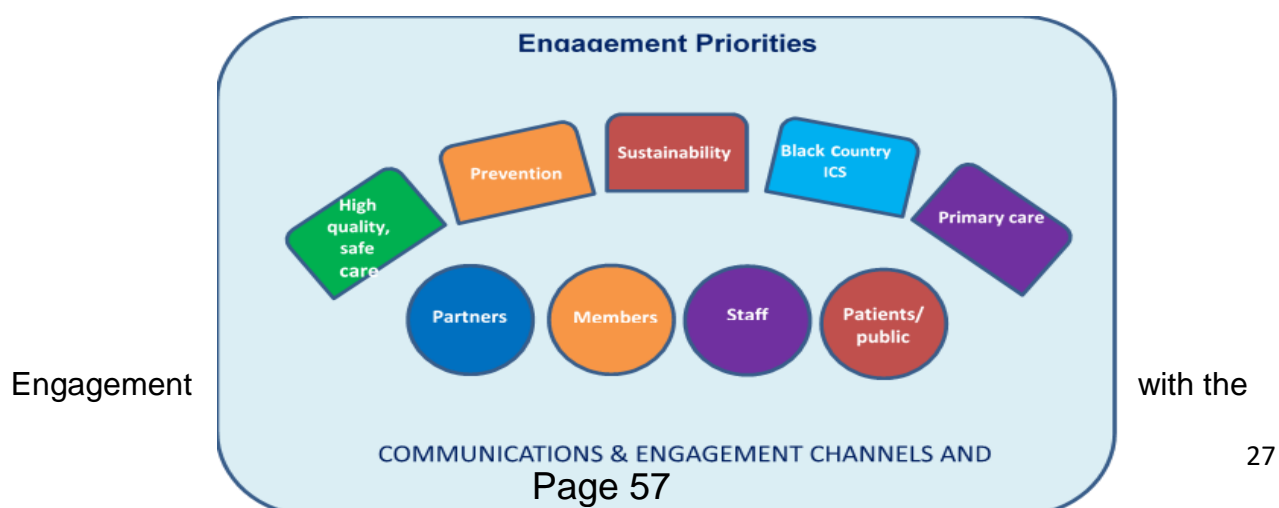 Engagement Priorities
High
quality,
safe
care
Prevention
Sustainability
Black Country
ICS
Primary care
Partners
Members
Staff
Patients/
public
Engagement
with the
COMMUNICATIONS & ENGAGEMENT CHANNELS AND
27
Page 57